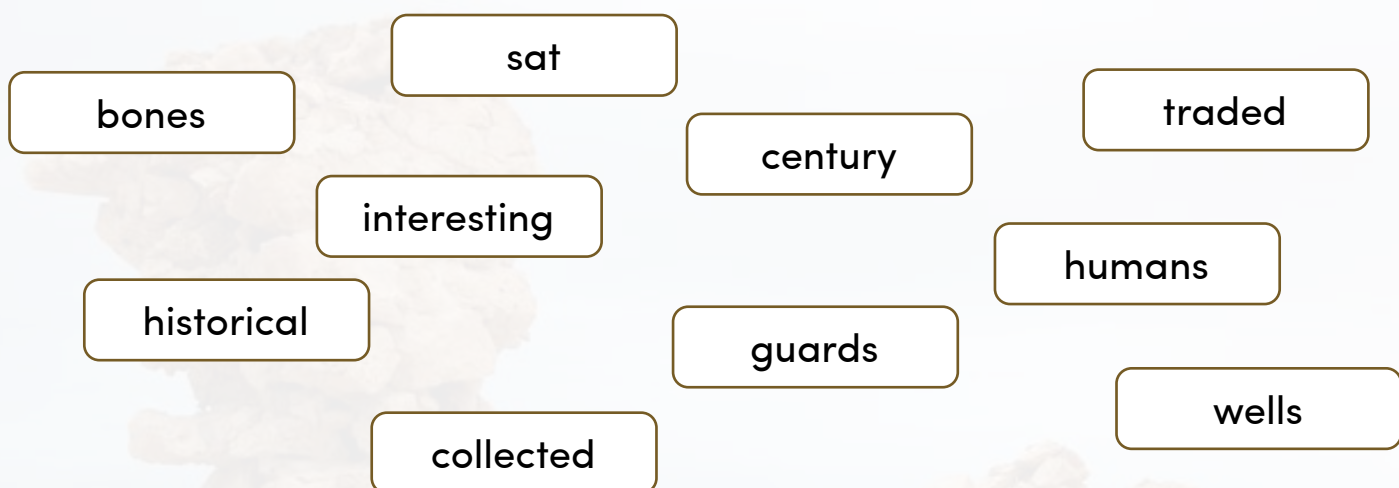 sat
bones
traded
century
interesting
humans
historical
guards
wells
collected